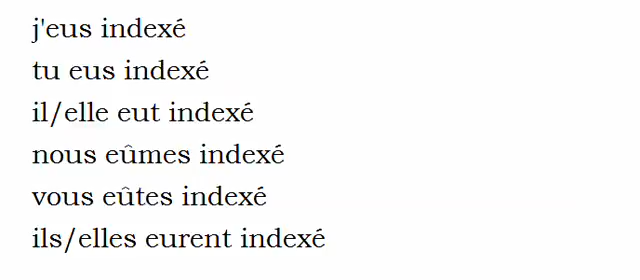 j'eus indexé
tu eus indexé
il/elle eut indexé
nous eûmes indexé
vous eûtes indexé
ils/elles eurent indexé